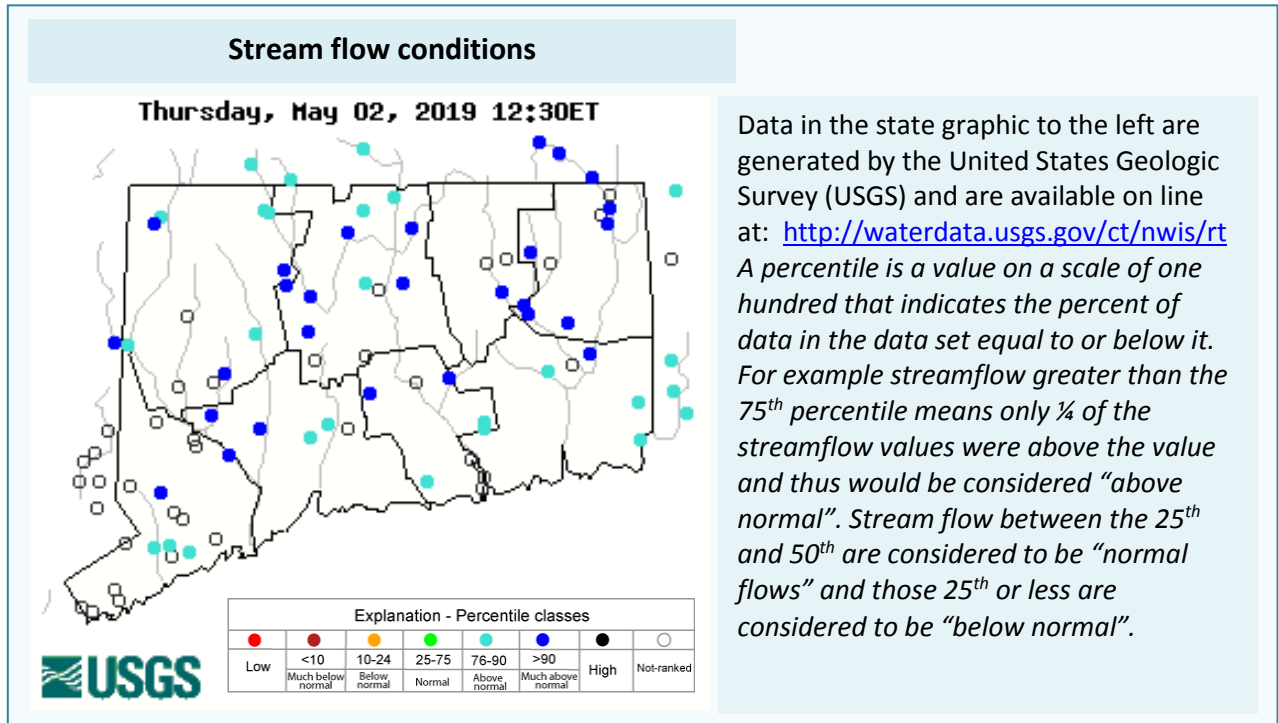 Stream flow conditions
Thursday, May 02, 2019 12:30ET
Data in the state graphic to the left are
generated by the United States Geologic
Survey (USGS) and are available on line
at: http://waterdata.usgs.gov/ct/nwis/rt
A percentile is a value on a scale of one
hundred that indicates the percent of
data in the data set equal to or below it.
For example streamflow greater than the
75th percentile means only ¼ of the
streamflow values were above the value
and thus would be considered “above
normal”. Stream flow between the 25th
and 50th are considered to be “normal
flows” and those 25th or less are
considered to be “below normal”.
Explanation - Percentile classes
Low <10 10-24 25-75 76-90 >90 High Not-ranked
Much below normal Below normal Normal Above normal Much above normal
USGS